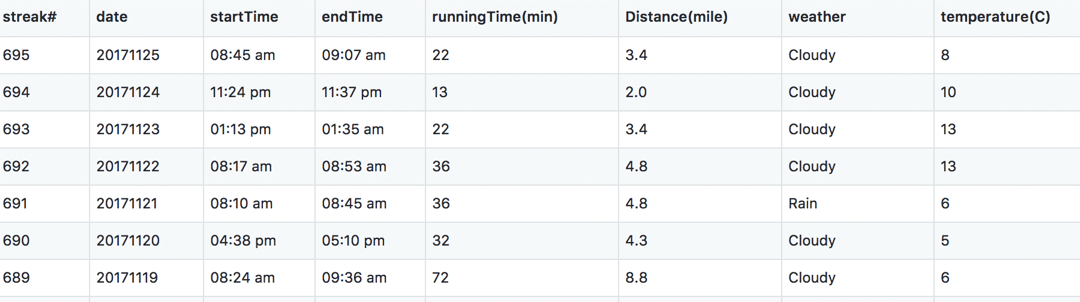 streak# date startTime endTime runningTime(min) Distance(mile) weather temperature(C)
695 20171125 08:45 am 09:07 am 22 3.4 Cloudy 8
694 20171124 11:24 pm 11:37 pm 13 2.0 Cloudy 10
693 20171123 01:13 pm 01:35 am 22 3.4 Cloudy 13
692 20171122 08:17 am 08:53 am 36 4.8 Cloudy 13
691 20171121 08:10 am 08:45 am 36 4.8 Rain 6
690 20171120 04:38 pm 05:10 pm 32 4.3 Cloudy 5
689 20171119 08:24 am 09:36 am 72 8.8 Cloudy 6